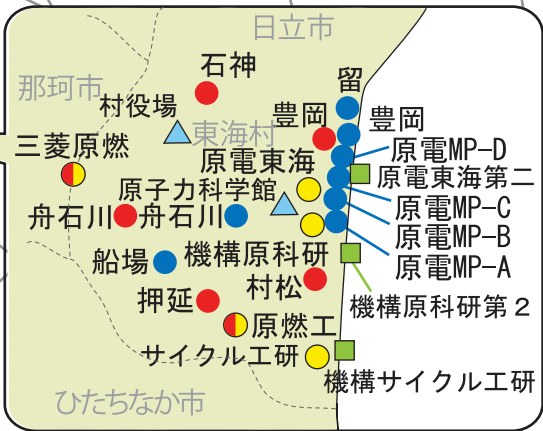 日立市
石神
那珂市
留
村役場
東海村
豊岡
豊岡
三菱原燃
原電東海
原電MP-D
原子力科学館
原電東海第二
舟石川
舟石川
原電MP-C
原電MP-B
船場
機構原科研
原電MP-A
村松
押延
機構原科研第2
原燃工
サイクル工研
機構サイクル工研
ひたちなか市